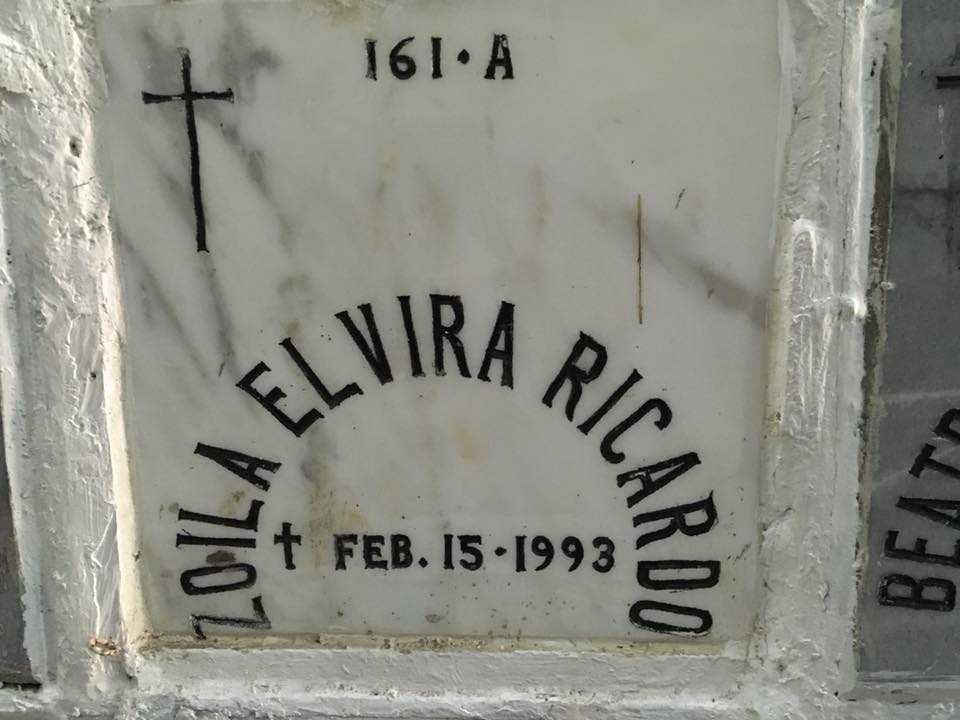 161·A
ZOILA ELVIRA RICARDO
† FEB. 15·1993